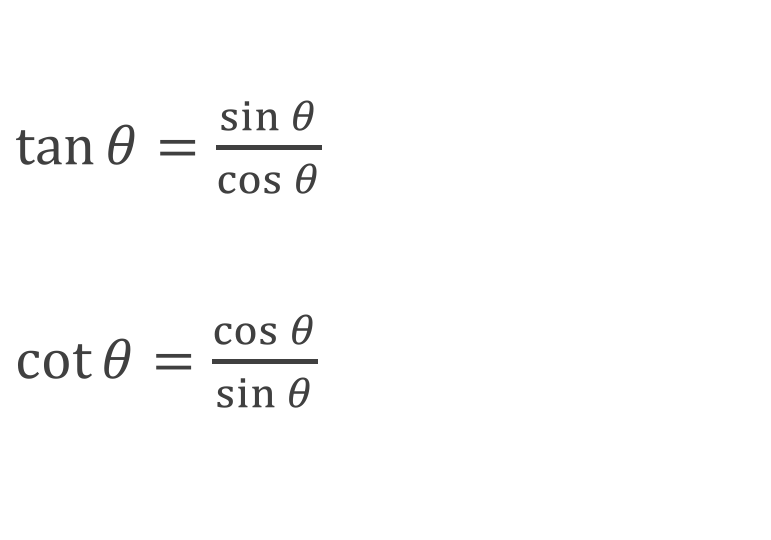 tan θ = sin θ / cos θ
cot θ = cos θ / sin θ